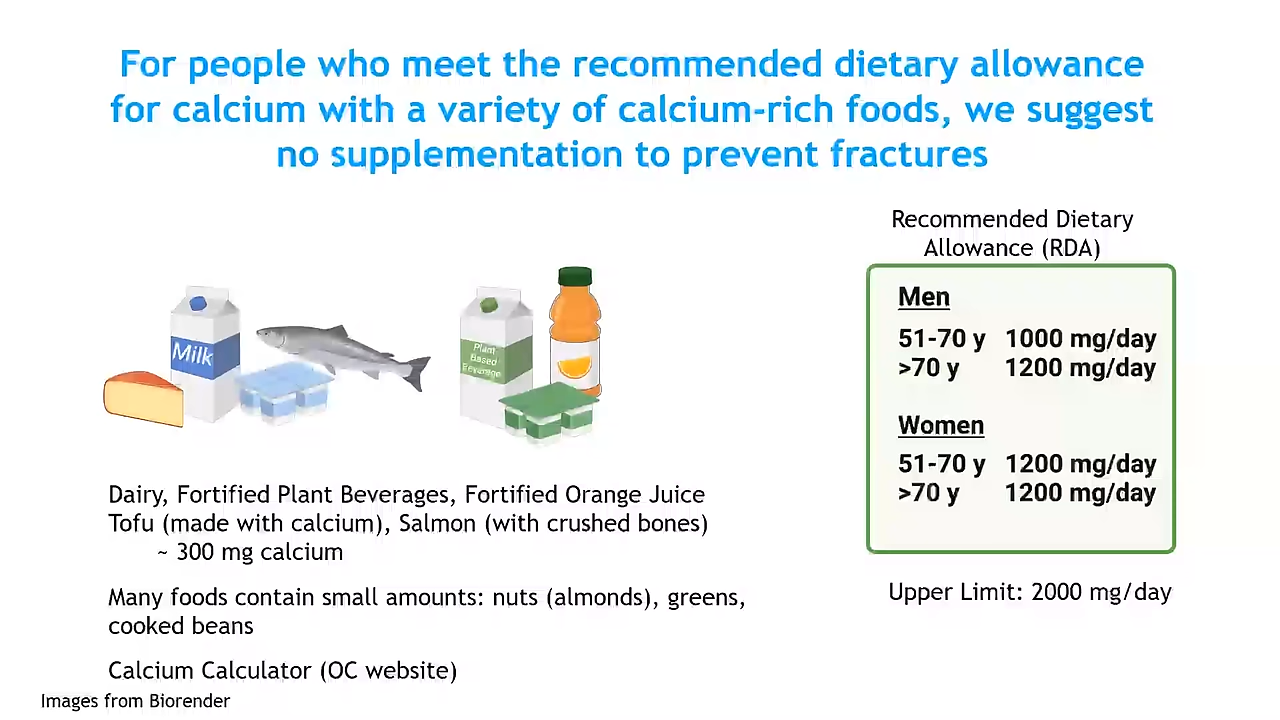 For people who meet the recommended dietary allowance
for calcium with a variety of calcium-rich foods, we suggest
no supplementation to prevent fractures
Recommended Dietary
Allowance (RDA)
Men
51-70 y 1000 mg/day
>70 y 1200 mg/day
Women
51-70 y 1200 mg/day
>70 y 1200 mg/day
Upper Limit: 2000 mg/day
Milk
Plant
Based
Beverage
Dairy, Fortified Plant Beverages, Fortified Orange Juice
Tofu (made with calcium), Salmon (with crushed bones)
~ 300 mg calcium
Many foods contain small amounts: nuts (almonds), greens,
cooked beans
Calcium Calculator (OC website)
Images from Biorender